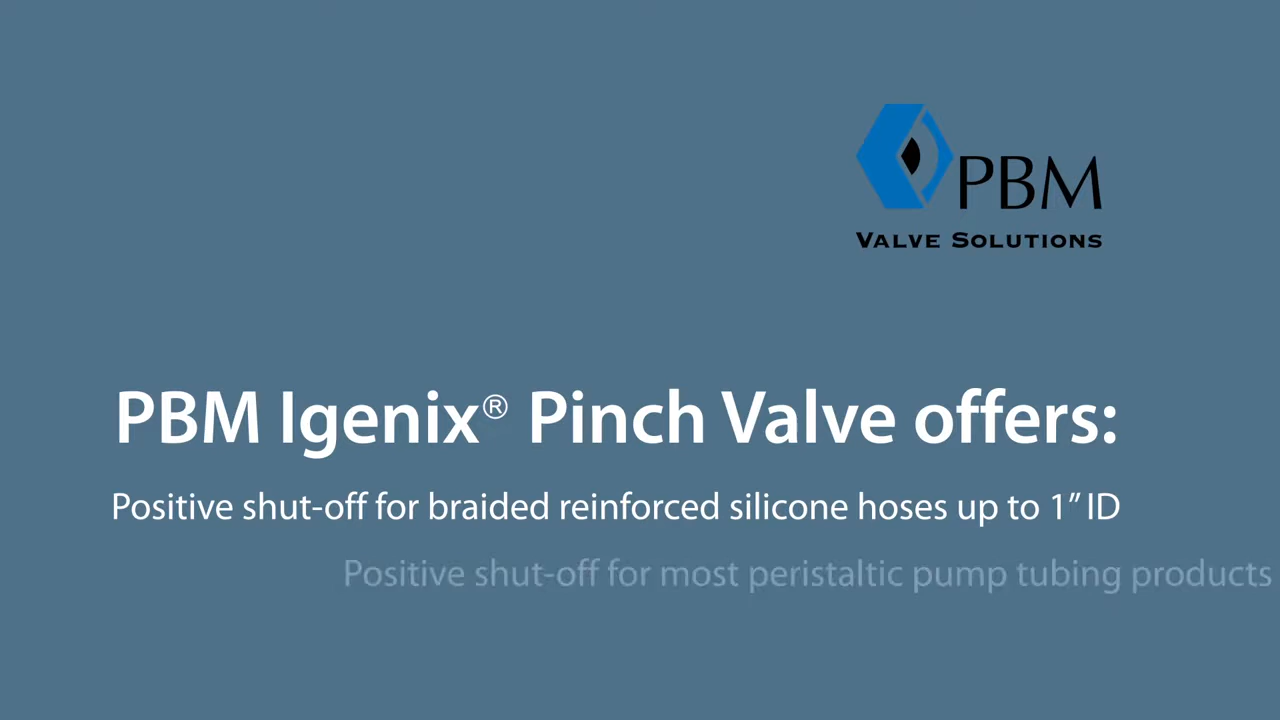 PBM
VALVE SOLUTIONS
PBM Igenix® Pinch Valve offers:
Positive shut-off for braided reinforced silicone hoses up to 1” ID
Positive shut-off for most peristaltic pump tubing products